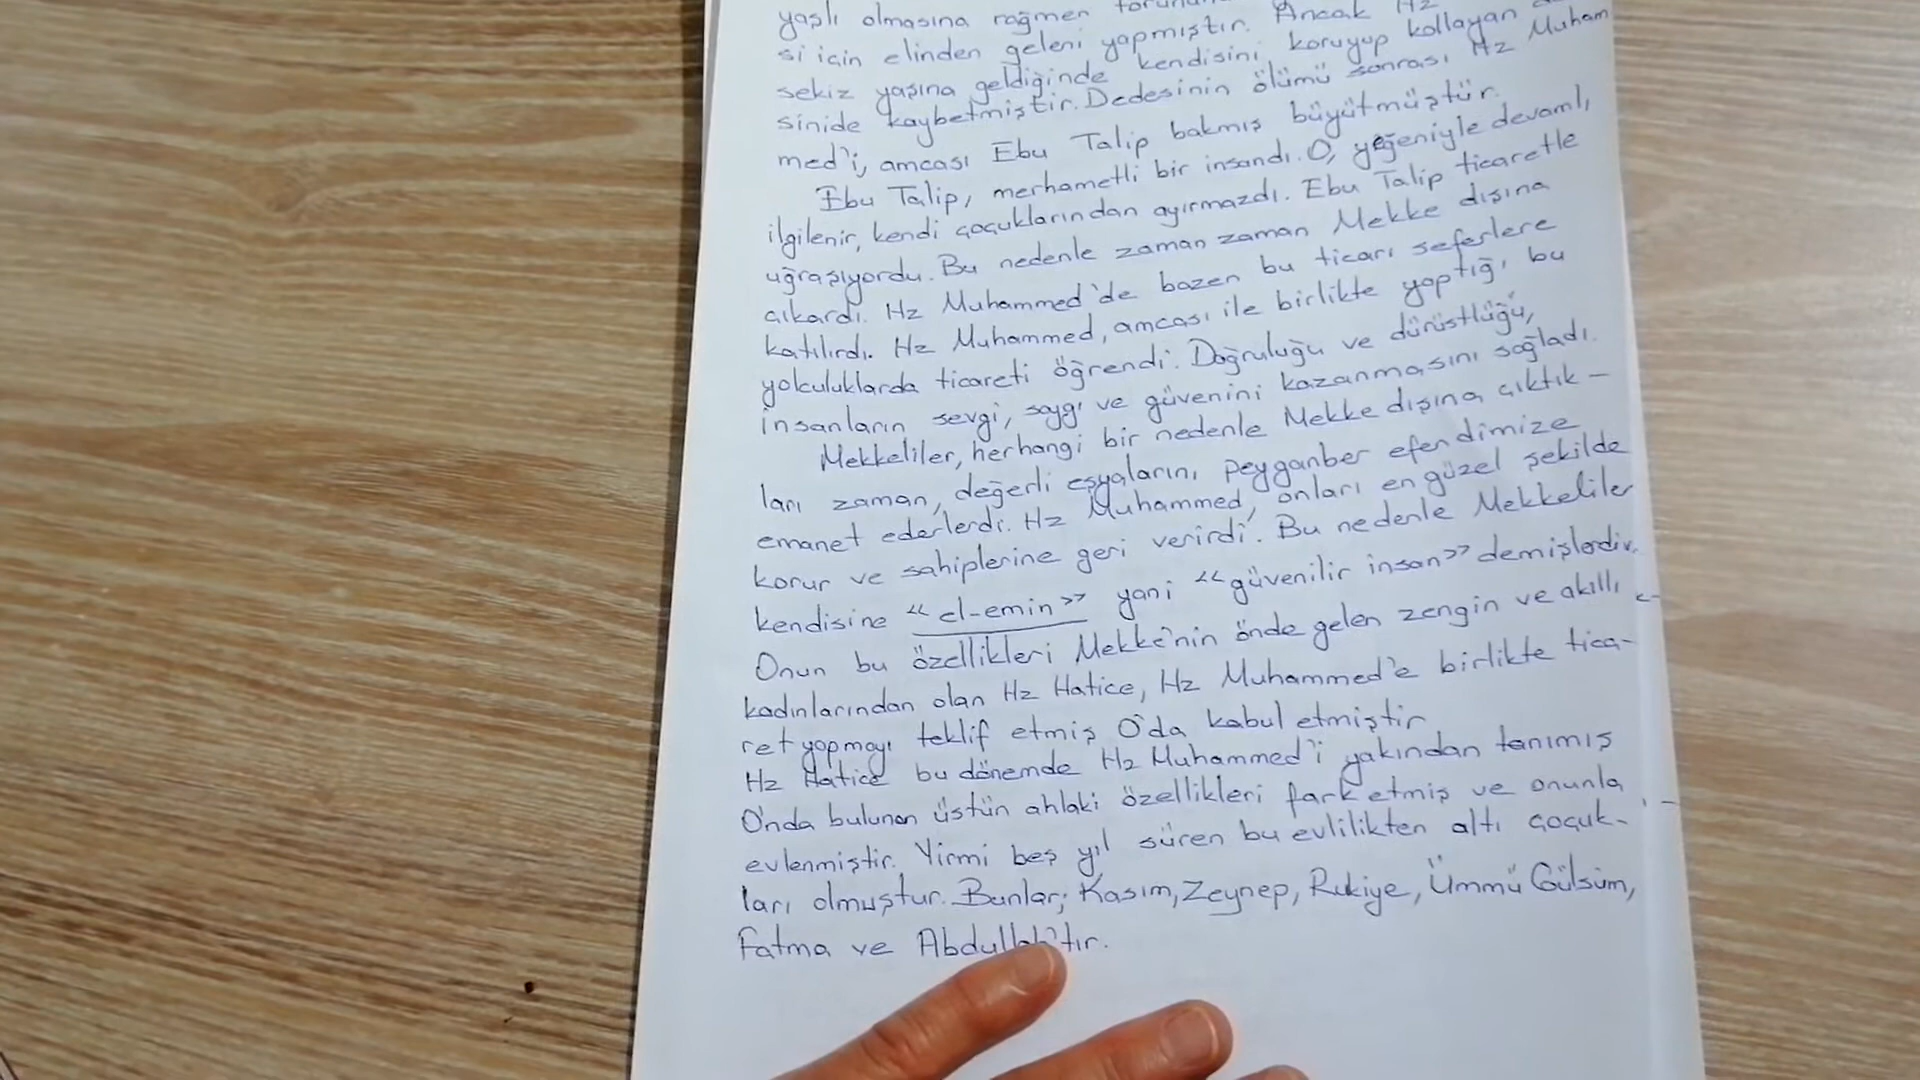 yaşlı olmasına rağmen
si için elinden geleni yapmıştır. Ancak Hz
sekiz yaşına geldiğinde kendisini koruyup kollayan
sinide kaybetmiştir. Dedesinin ölümü sonrası Hz Muham
med'i, amcası Ebu Talip bakmış büyütmüştür.
Ebu Talip, merhametli bir insandı. O, yeğeniyle devamlı,
ilgilenir, kendi çocuklarından ayırmazdı. Ebu Talip ticaretle
uğraşıyordu. Bu nedenle zaman zaman Mekke dışına
çıkardı. Hz Muhammed'de bazen bu ticari seferlere
katılırdı. Hz Muhammed, amcası ile birlikte yaptığı bu
yolculuklarda ticareti öğrendi. Doğruluğu ve dürüstlüğü,
insanların sevgi, saygı ve güvenini kazanmasını sağladı.
Mekkeliler, herhangi bir nedenle Mekke dışına çıktık-
ları zaman, değerli eşyalarını, peyganber efendimize
emanet ederlerdi. Hz Muhammed, onları en güzel şekilde
korur ve sahiplerine geri verirdi. Bu nedenle Mekkeliler
kendisine << el-emin >> yani << güvenilir insan >> demişlerdir.
Onun bu özellikleri Mekke'nin önde gelen zengin ve akıllı
kadınlarından olan Hz Hatice, Hz Muhammed'e birlikte tica-
ret yapmayı teklif etmiş O'da kabul etmiştir
Hz Hatice bu dönemde Hz Muhammed'i yakından tanımış
O'nda bulunan üstün ahlaki özellikleri fark etmiş ve onunla
evlenmiştir. Yirmi beş yıl süren bu evlilikten altı çocuk-
ları olmuştur. Bunlar; Kasım, Zeynep, Rukiye, Ümmü Gülsüm,
Fatma ve Abdullah'tır.